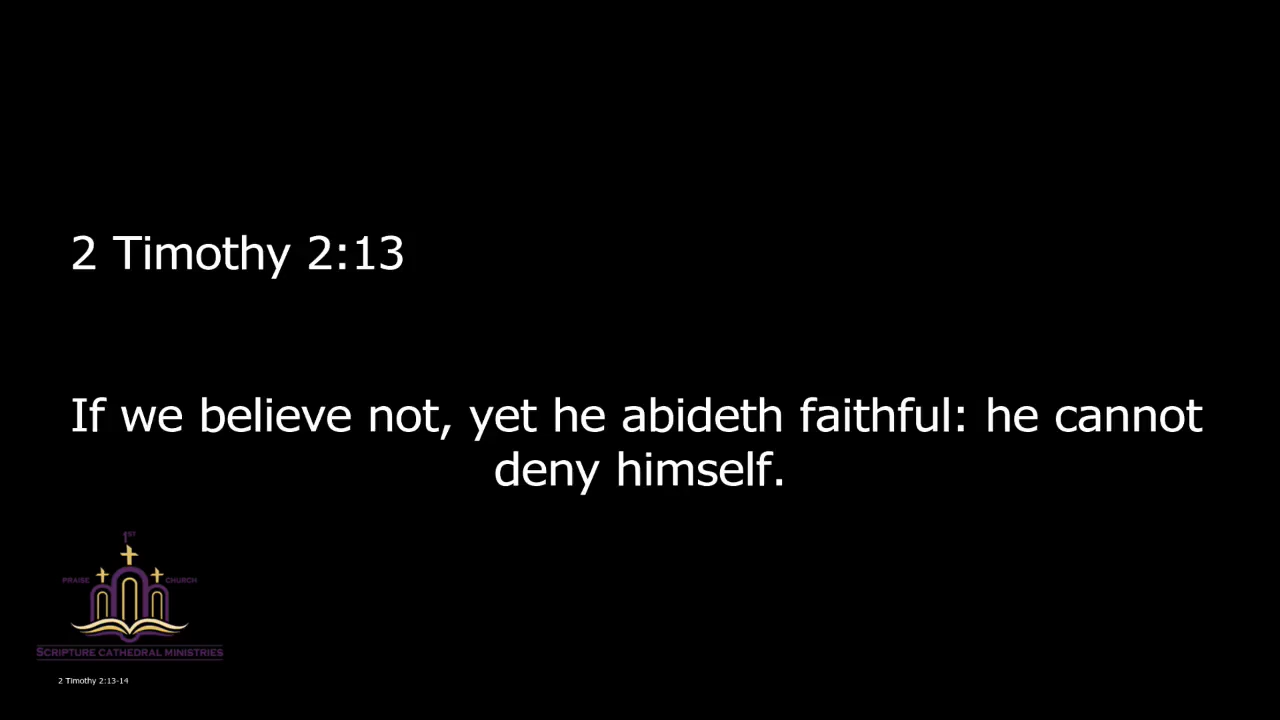 2 Timothy 2:13
If we believe not, yet he abideth faithful: he cannot
deny himself.
1ST
PRAISE CHURCH
SCRIPTURE CATHEDRAL MINISTRIES
2 Timothy 2:13-14